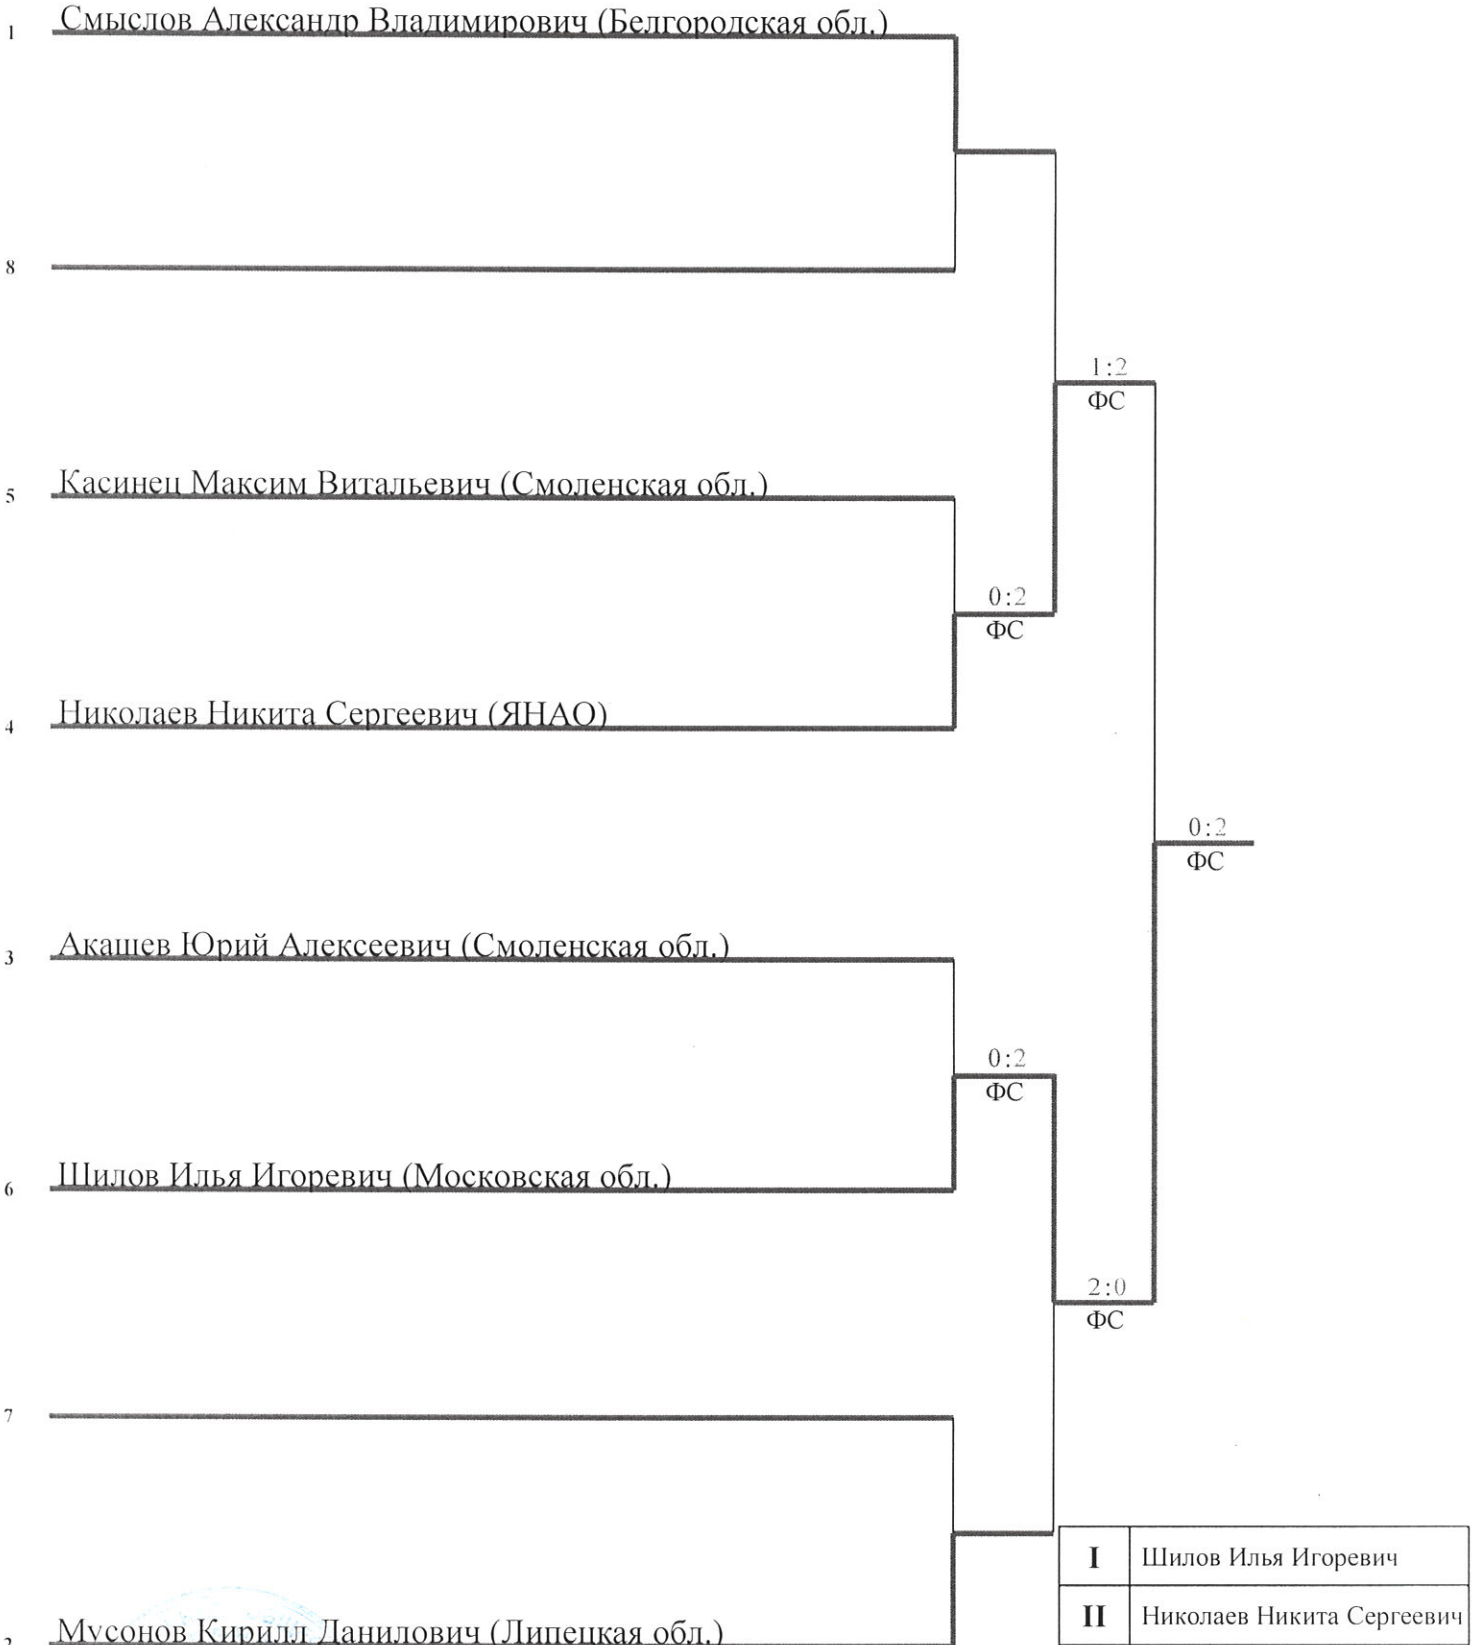 1 Смыслов Александр Владимирович (Белгородская обл.)
8
1:2
ФС
5 Касинец Максим Витальевич (Смоленская обл.)
0:2
ФС
4 Николаев Никита Сергеевич (ЯНАО)
0:2
ФС
3 Акашев Юрий Алексеевич (Смоленская обл.)
0:2
ФС
6 Шилов Илья Игоревич (Московская обл.)
2:0
ФС
7
I Шилов Илья Игоревич
II Николаев Никита Сергеевич
2 Мусонов Кирилл Данилович (Липецкая обл.)